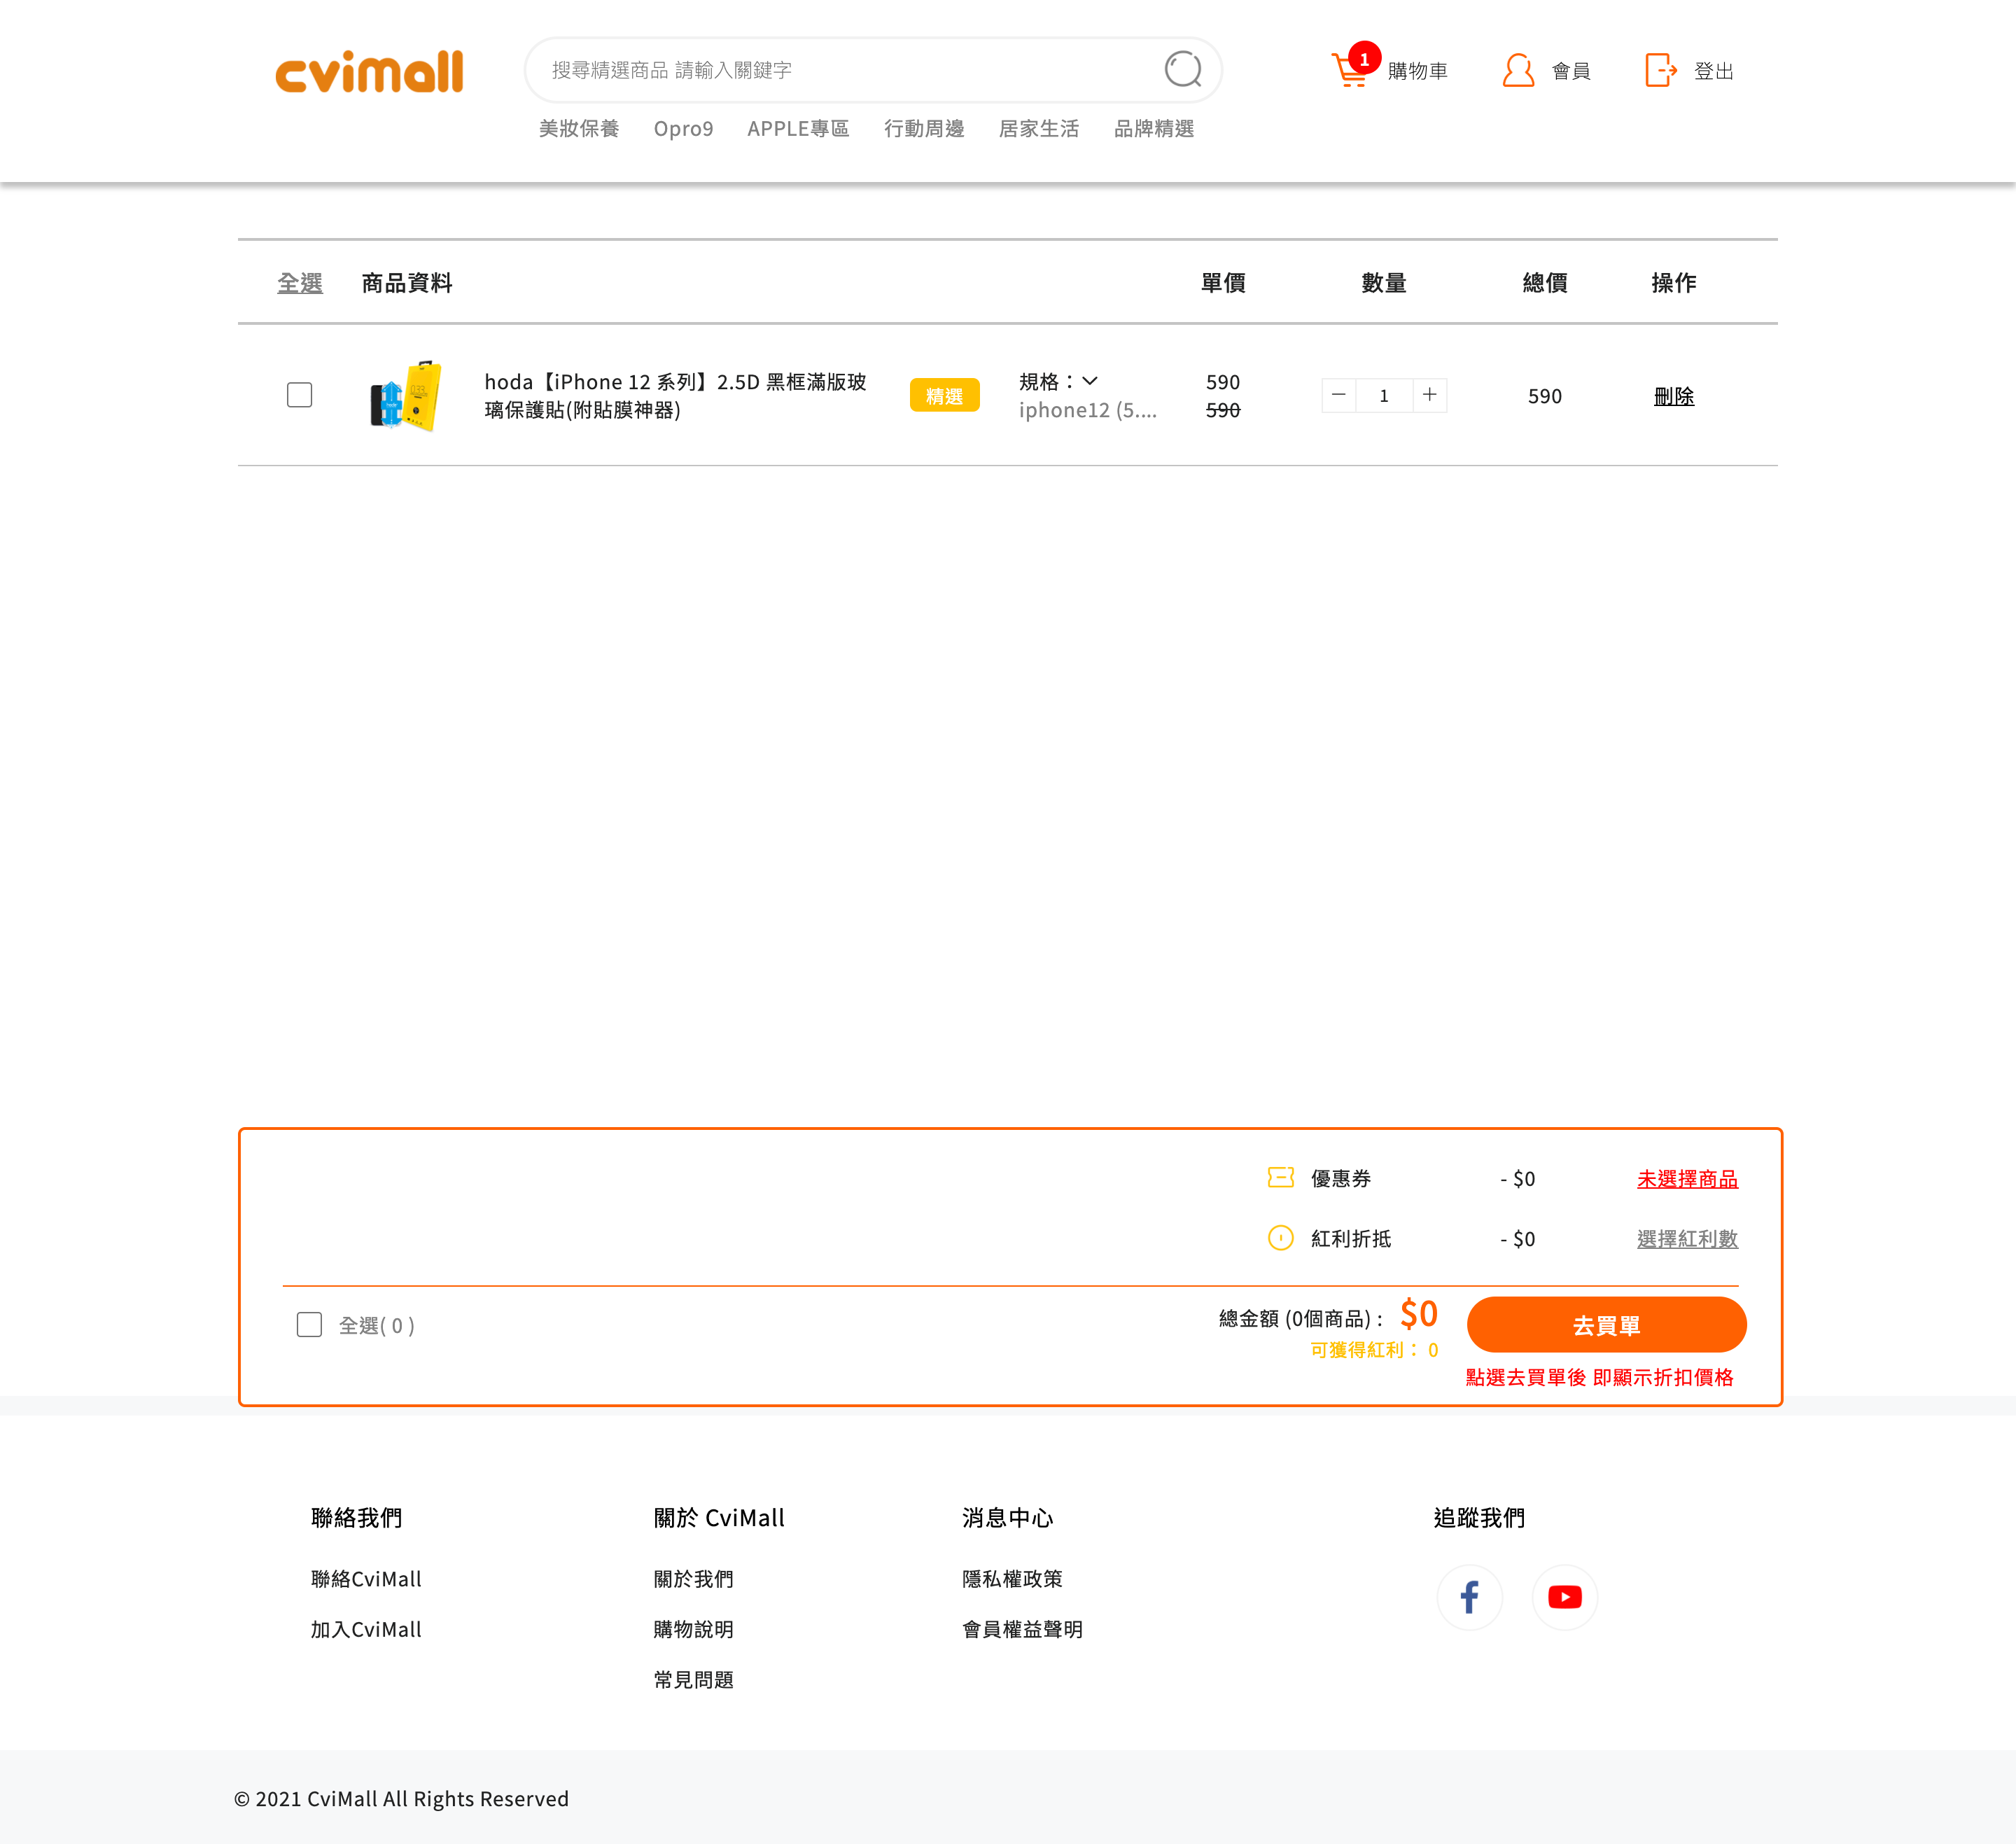 cvimall
搜尋精選商品 請輸入關鍵字
1
購物車
會員
登出
美妝保養 Opro9 APPLE專區 行動周邊 居家生活 品牌精選
全選 商品資料 單價 數量 總價 操作
hoda【iPhone 12 系列】2.5D 黑框滿版玻
璃保護貼(附貼膜神器)
精選
規格：
iphone12 (5....
590
590
1
590
刪除
優惠券 - $0 未選擇商品
紅利折抵 - $0 選擇紅利數
全選( 0 )
總金額 (0個商品)： $0
可獲得紅利： 0
去買單
點選去買單後 即顯示折扣價格
聯絡我們
聯絡CviMall
加入CviMall
關於 CviMall
關於我們
購物說明
常見問題
消息中心
隱私權政策
會員權益聲明
追蹤我們
© 2021 CviMall All Rights Reserved